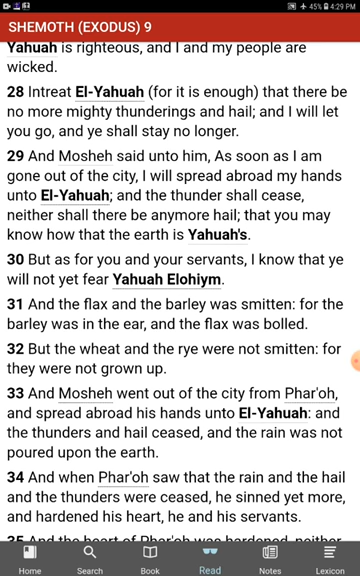 45% 4:29 PM
SHEMOTH (EXODUS) 9
Yahuah is righteous, and I and my people are
wicked.
28 Intreat El-Yahuah (for it is enough) that there be
no more mighty thunderings and hail; and I will let
you go, and ye shall stay no longer.
29 And Mosheh said unto him, As soon as I am
gone out of the city, I will spread abroad my hands
unto El-Yahuah; and the thunder shall cease,
neither shall there be anymore hail; that you may
know how that the earth is Yahuah's.
30 But as for you and your servants, I know that ye
will not yet fear Yahuah Elohiym.
31 And the flax and the barley was smitten: for the
barley was in the ear, and the flax was bolled.
32 But the wheat and the rye were not smitten: for
they were not grown up.
33 And Mosheh went out of the city from Phar'oh,
and spread abroad his hands unto El-Yahuah: and
the thunders and hail ceased, and the rain was not
poured upon the earth.
34 And when Phar'oh saw that the rain and the hail
and the thunders were ceased, he sinned yet more,
and hardened his heart, he and his servants.
35 And the heart of Phar'oh was hardened, neither
Home Search Book Read Notes Lexicon